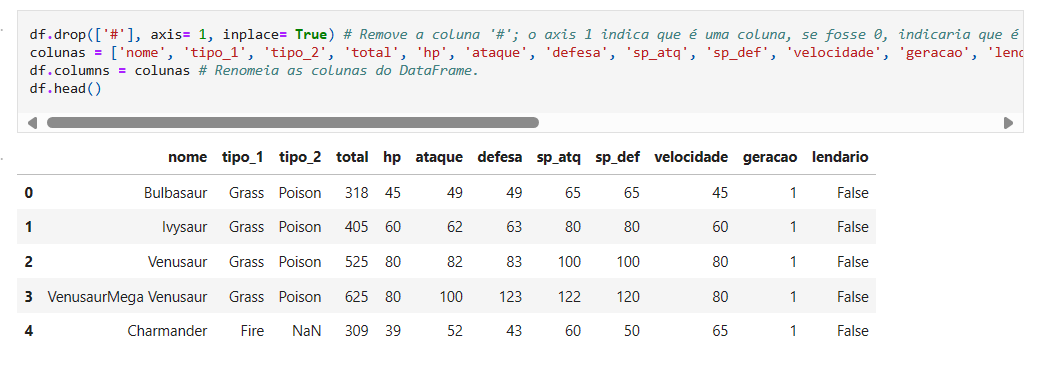 df.drop(['#'], axis= 1, inplace= True) # Remove a coluna '#'; o axis 1 indica que é uma coluna, se fosse 0, indicaria que é
colunas = ['nome', 'tipo_1', 'tipo_2', 'total', 'hp', 'ataque', 'defesa', 'sp_atq', 'sp_def', 'velocidade', 'geracao', 'lend
df.columns = colunas # Renomeia as colunas do DataFrame.
df.head()
nome tipo_1 tipo_2 total hp ataque defesa sp_atq sp_def velocidade geracao lendario
0 Bulbasaur Grass Poison 318 45 49 49 65 65 45 1 False
1 Ivysaur Grass Poison 405 60 62 63 80 80 60 1 False
2 Venusaur Grass Poison 525 80 82 83 100 100 80 1 False
3 VenusaurMega Venusaur Grass Poison 625 80 100 123 122 120 80 1 False
4 Charmander Fire NaN 309 39 52 43 60 50 65 1 False